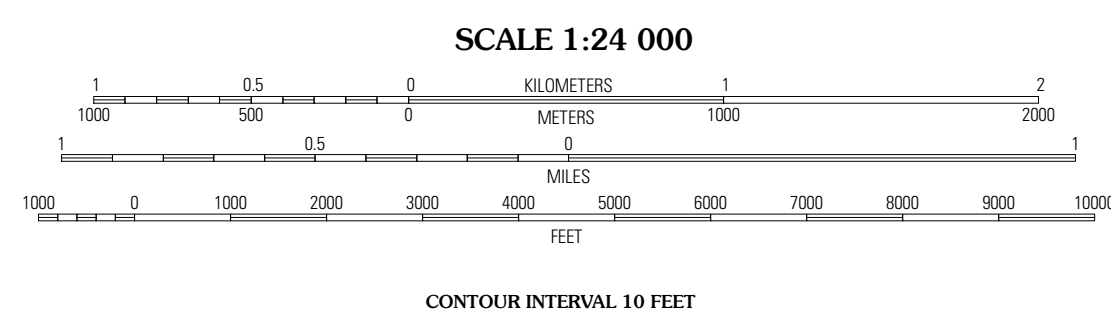 SCALE 1:24 000
1 0.5 0 KILOMETERS 1 2
1000 500 0 METERS 1000 2000
1 0.5 0 1
MILES
1000 0 1000 2000 3000 4000 5000 6000 7000 8000 9000 10000
FEET
CONTOUR INTERVAL 10 FEET